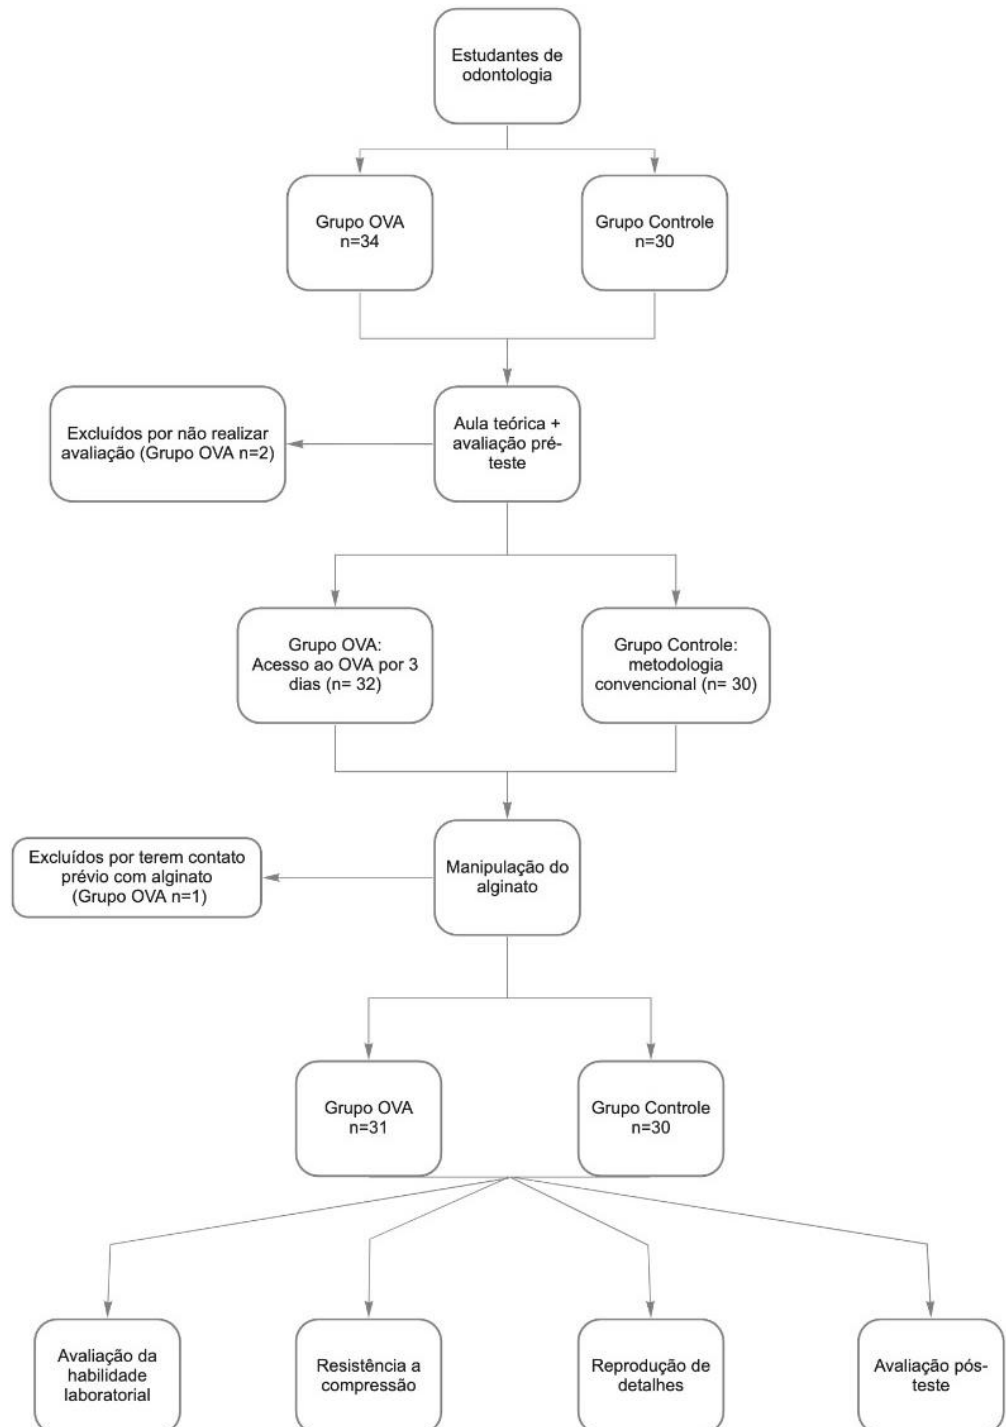 Estudantes de
odontologia
Grupo OVA
n=34
Grupo Controle
n=30
Excluídos por não realizar
avaliação (Grupo OVA n=2)
Aula teórica +
avaliação pré-
teste
Grupo OVA:
Acesso ao OVA por 3
dias (n= 32)
Grupo Controle:
metodologia
convencional (n= 30)
Excluídos por terem contato
prévio com alginato
(Grupo OVA n=1)
Manipulação do
alginato
Grupo OVA
n=31
Grupo Controle
n=30
Avaliação da
habilidade
laboratorial
Resistência a
compressão
Reprodução de
detalhes
Avaliação pós-
teste